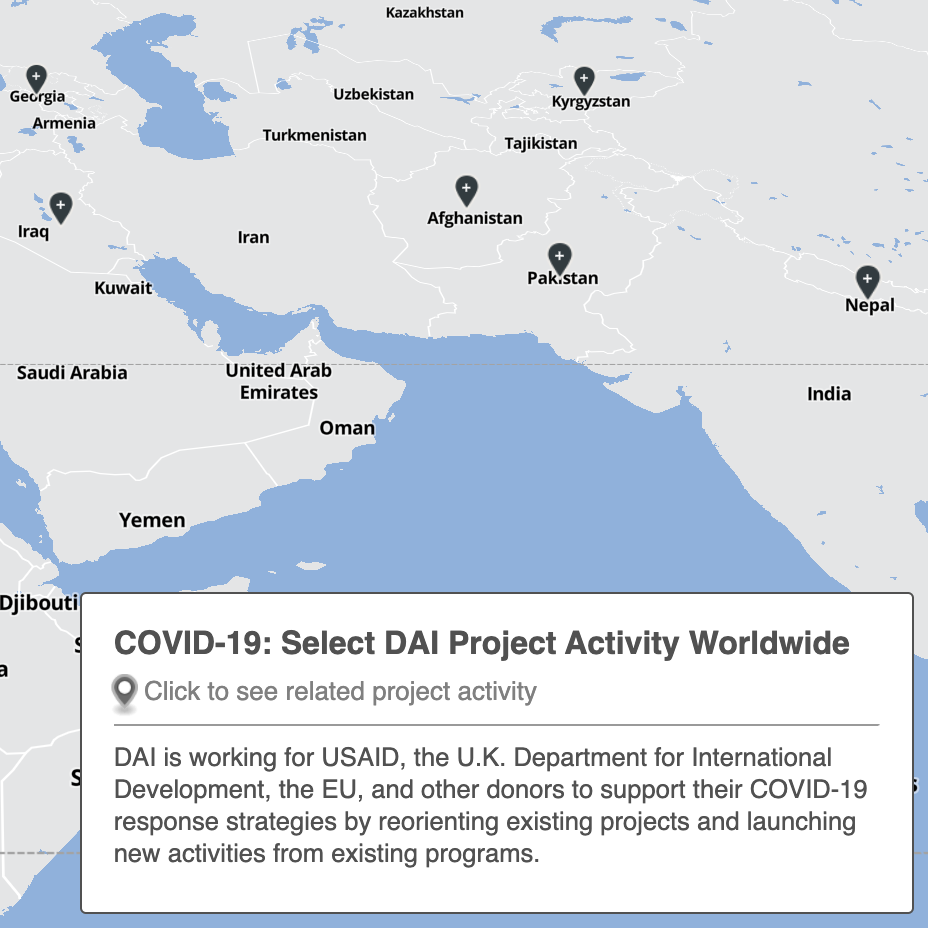 Kazakhstan
Georgia
Uzbekistan
Kyrgyzstan
Armenia
Turkmenistan
Tajikistan
Afghanistan
Iraq
Iran
Pakistan
Kuwait
Nepal
Saudi Arabia
United Arab
Emirates
India
Oman
Yemen
Djibouti
COVID-19: Select DAI Project Activity Worldwide
Click to see related project activity
DAI is working for USAID, the U.K. Department for International
Development, the EU, and other donors to support their COVID-19
response strategies by reorienting existing projects and launching
new activities from existing programs.